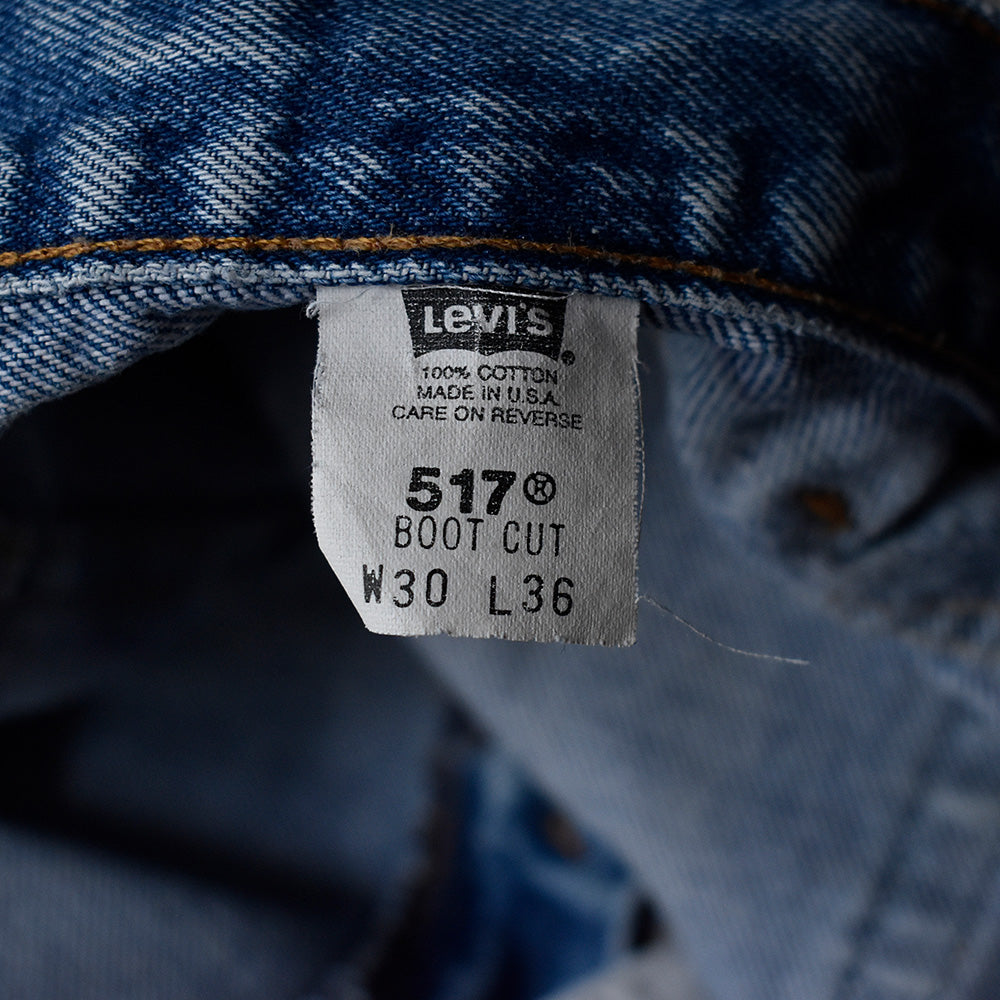 Levi's®
100% COTTON
MADE IN U.S.A.
CARE ON REVERSE
517®
BOOT CUT
W30 L36